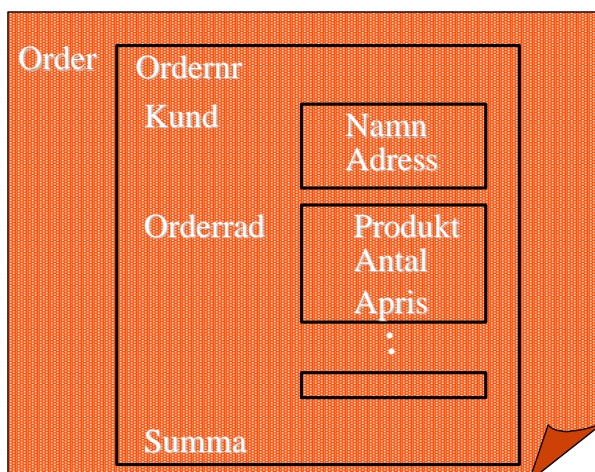 Order
Ordernr
Kund
Namn
Adress
Orderrad
Produkt
Antal
Apris
⋮
Summa